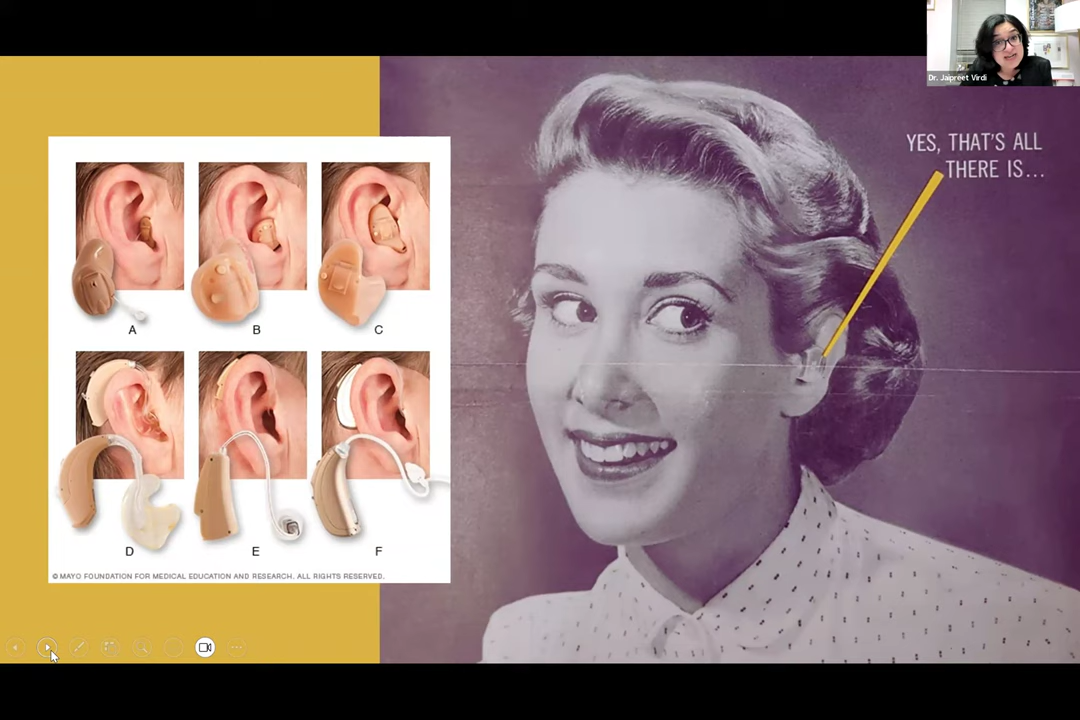 Dr. Jaipreet Virdi
YES, THAT'S ALL
THERE IS...
A
B
C
D
E
F
© MAYO FOUNDATION FOR MEDICAL EDUCATION AND RESEARCH. ALL RIGHTS RESERVED.